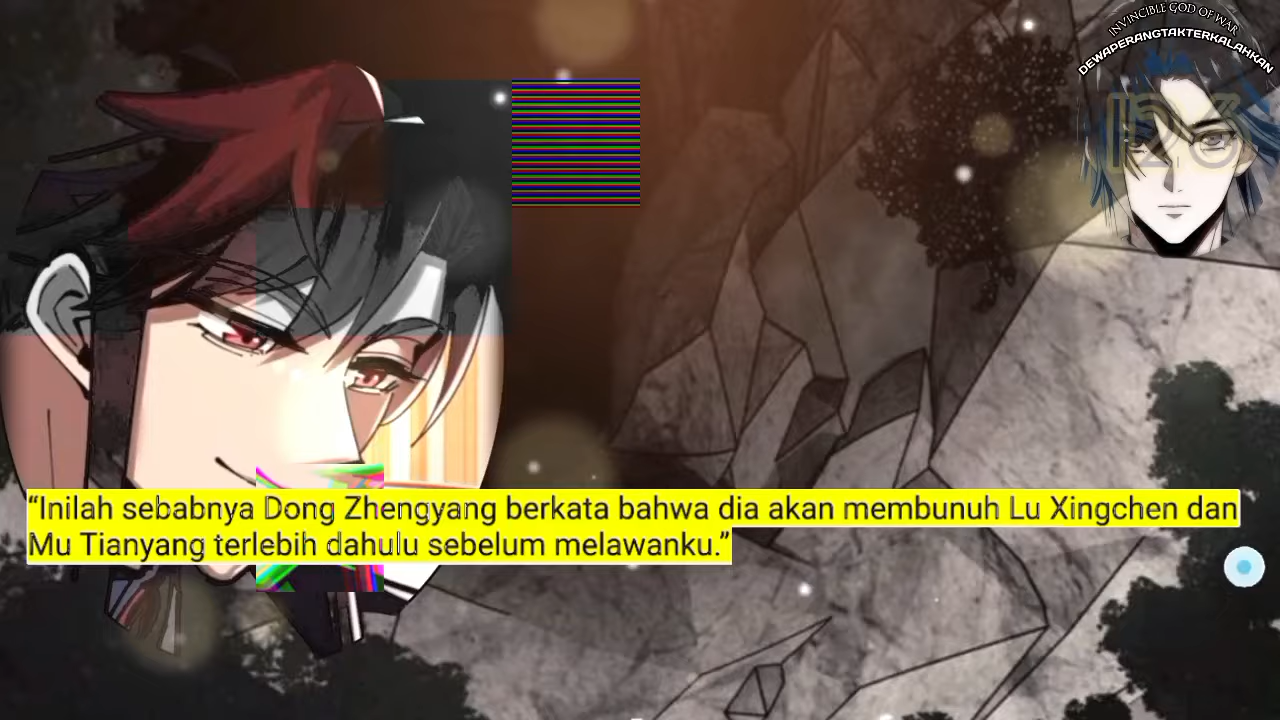 INVINCIBLE GOD OF WAR
DEWAPERANGTAKTERKALAHKAN
126
“Inilah sebabnya Dong Zhengyang berkata bahwa dia akan membunuh Lu Xingchen dan
Mu Tianyang terlebih dahulu sebelum melawanku.”